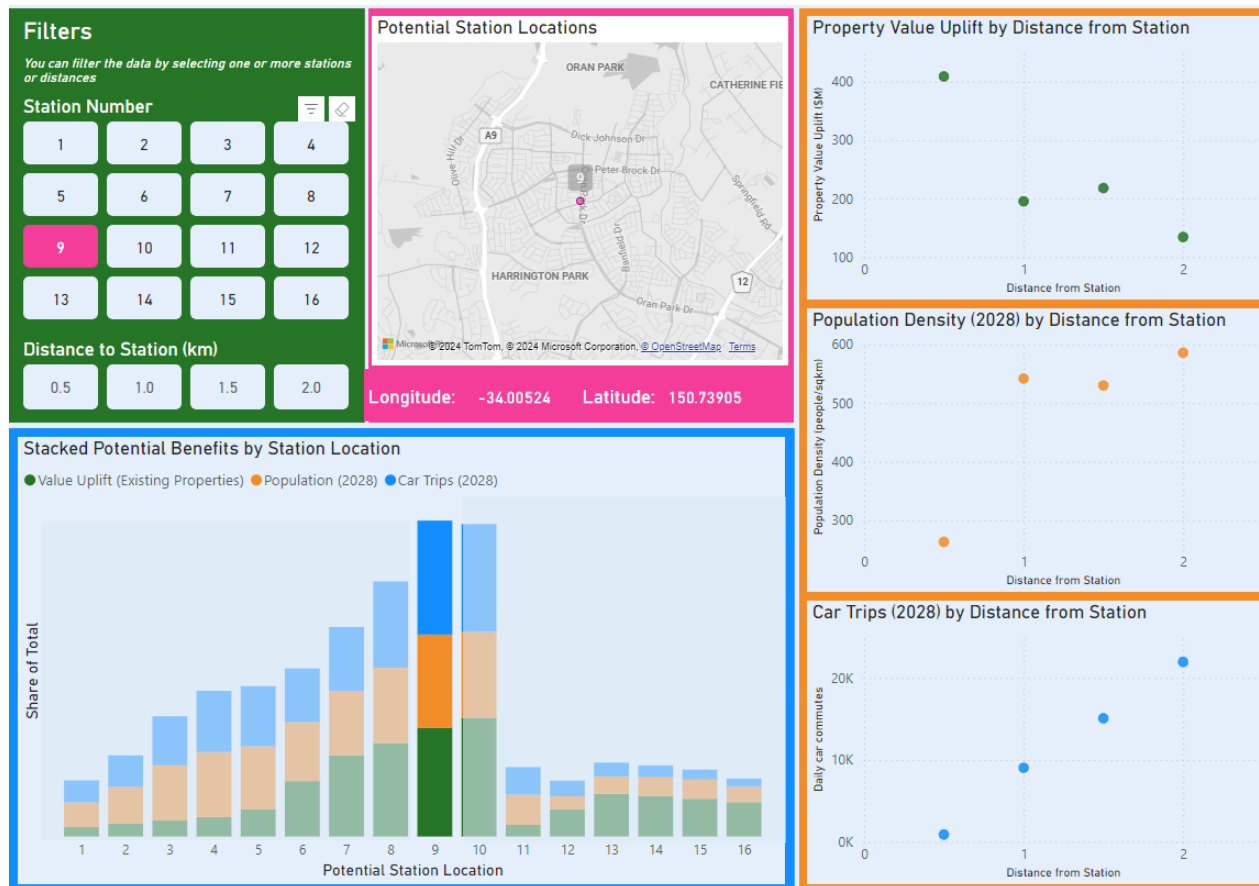 Filters
You can filter the data by selecting one or more stations
or distances
Station Number
1 2 3 4
5 6 7 8
9 10 11 12
13 14 15 16
Distance to Station (km)
0.5 1.0 1.5 2.0
Potential Station Locations
ORAN PARK
CATHERINE FIE
A9
Dick Johnson Dr
Olive Hill Dr
Peter Brock Dr
9
Springfield Rd
Banfield Dr
HARRINGTON PARK
12
Oran Park Dr
Microsoft
© 2024 TomTom, © 2024 Microsoft Corporation, © OpenStreetMap Terms
Longitude: -34.00524 Latitude: 150.73905
Stacked Potential Benefits by Station Location
Value Uplift (Existing Properties) Population (2028) Car Trips (2028)
Share of Total
1 2 3 4 5 6 7 8 9 10 11 12 13 14 15 16
Potential Station Location
Property Value Uplift by Distance from Station
Property Value Uplift ($M)
400
300
200
100
0 1 2
Distance from Station
Population Density (2028) by Distance from Station
Population Density (people/sqkm)
600
500
300
0 1 2
Distance from Station
Car Trips (2028) by Distance from Station
Daily car commutes
20K
10K
0K
0 1 2
Distance from Station